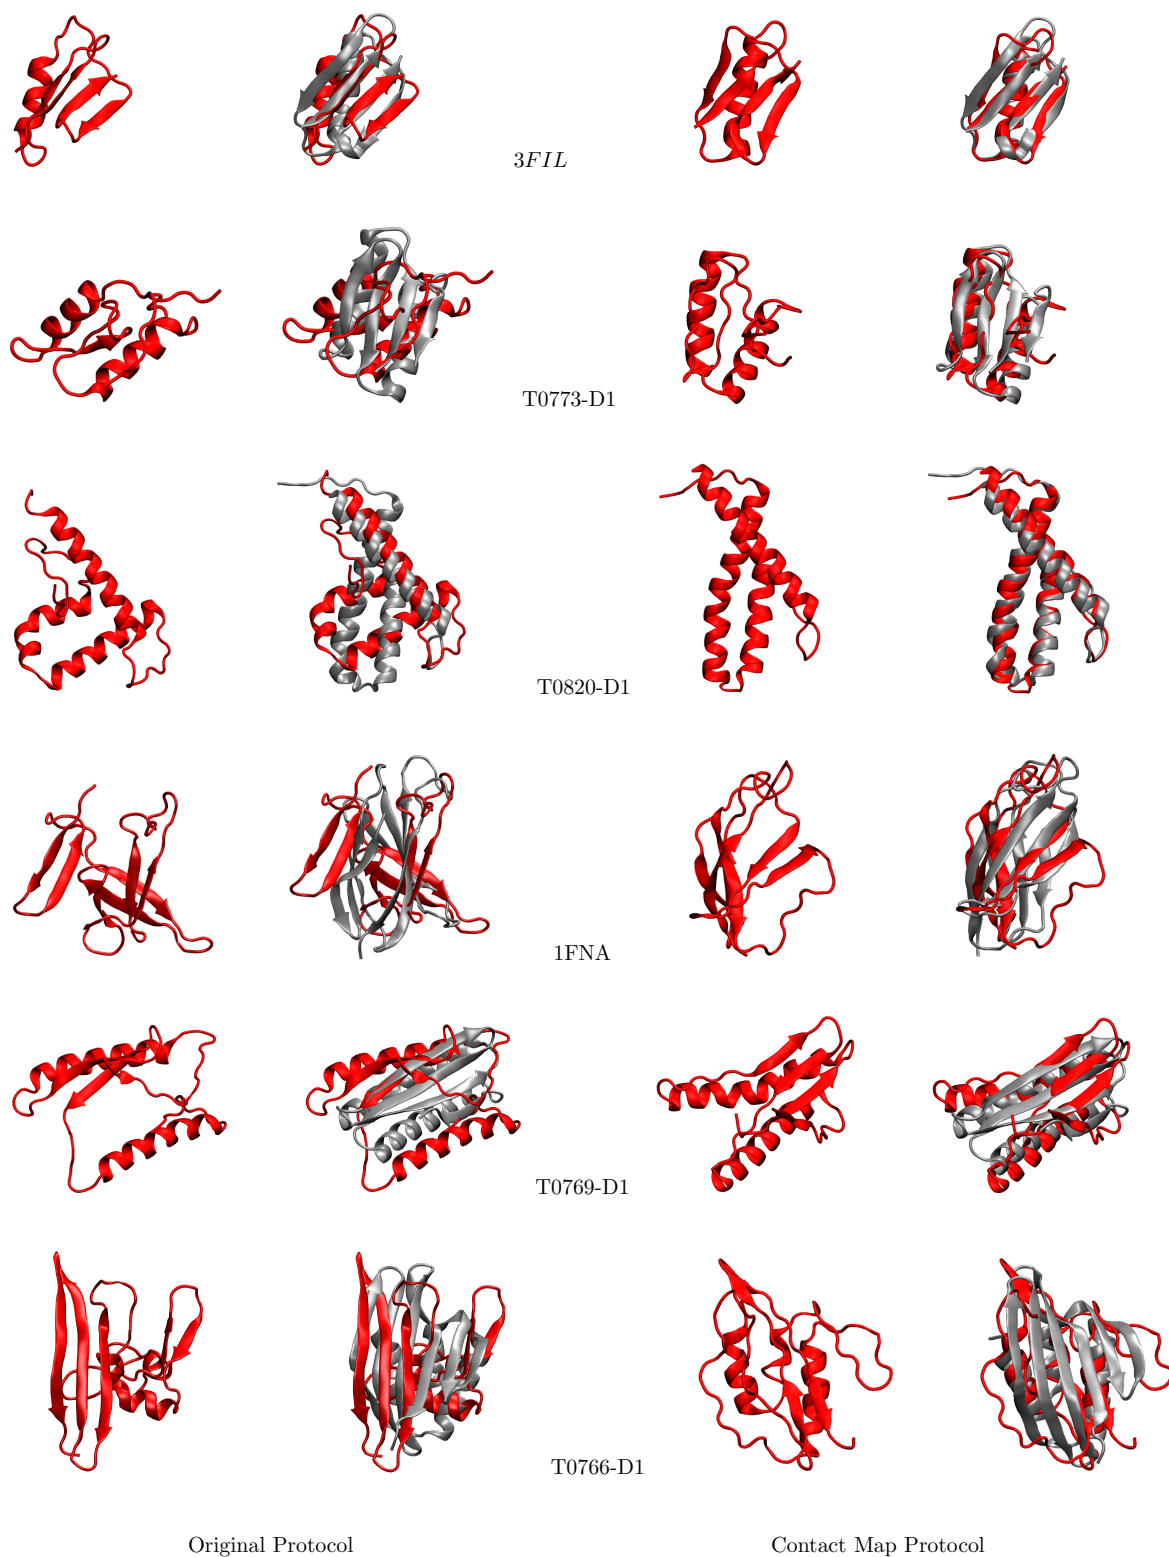 3FIL
T0773-D1
T0820-D1
1FNA
T0769-D1
T0766-D1
Original Protocol
Contact Map Protocol